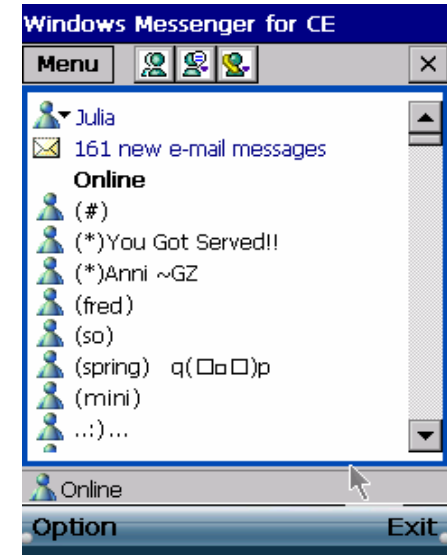 Windows Messenger for CE
Menu
Julia
161 new e-mail messages
Online
(#)
(*)You Got Served!!
(*)Anni ~GZ
(fred)
(so)
(spring) q(□o□)p
(mini)
..:)...
Online
Option Exit